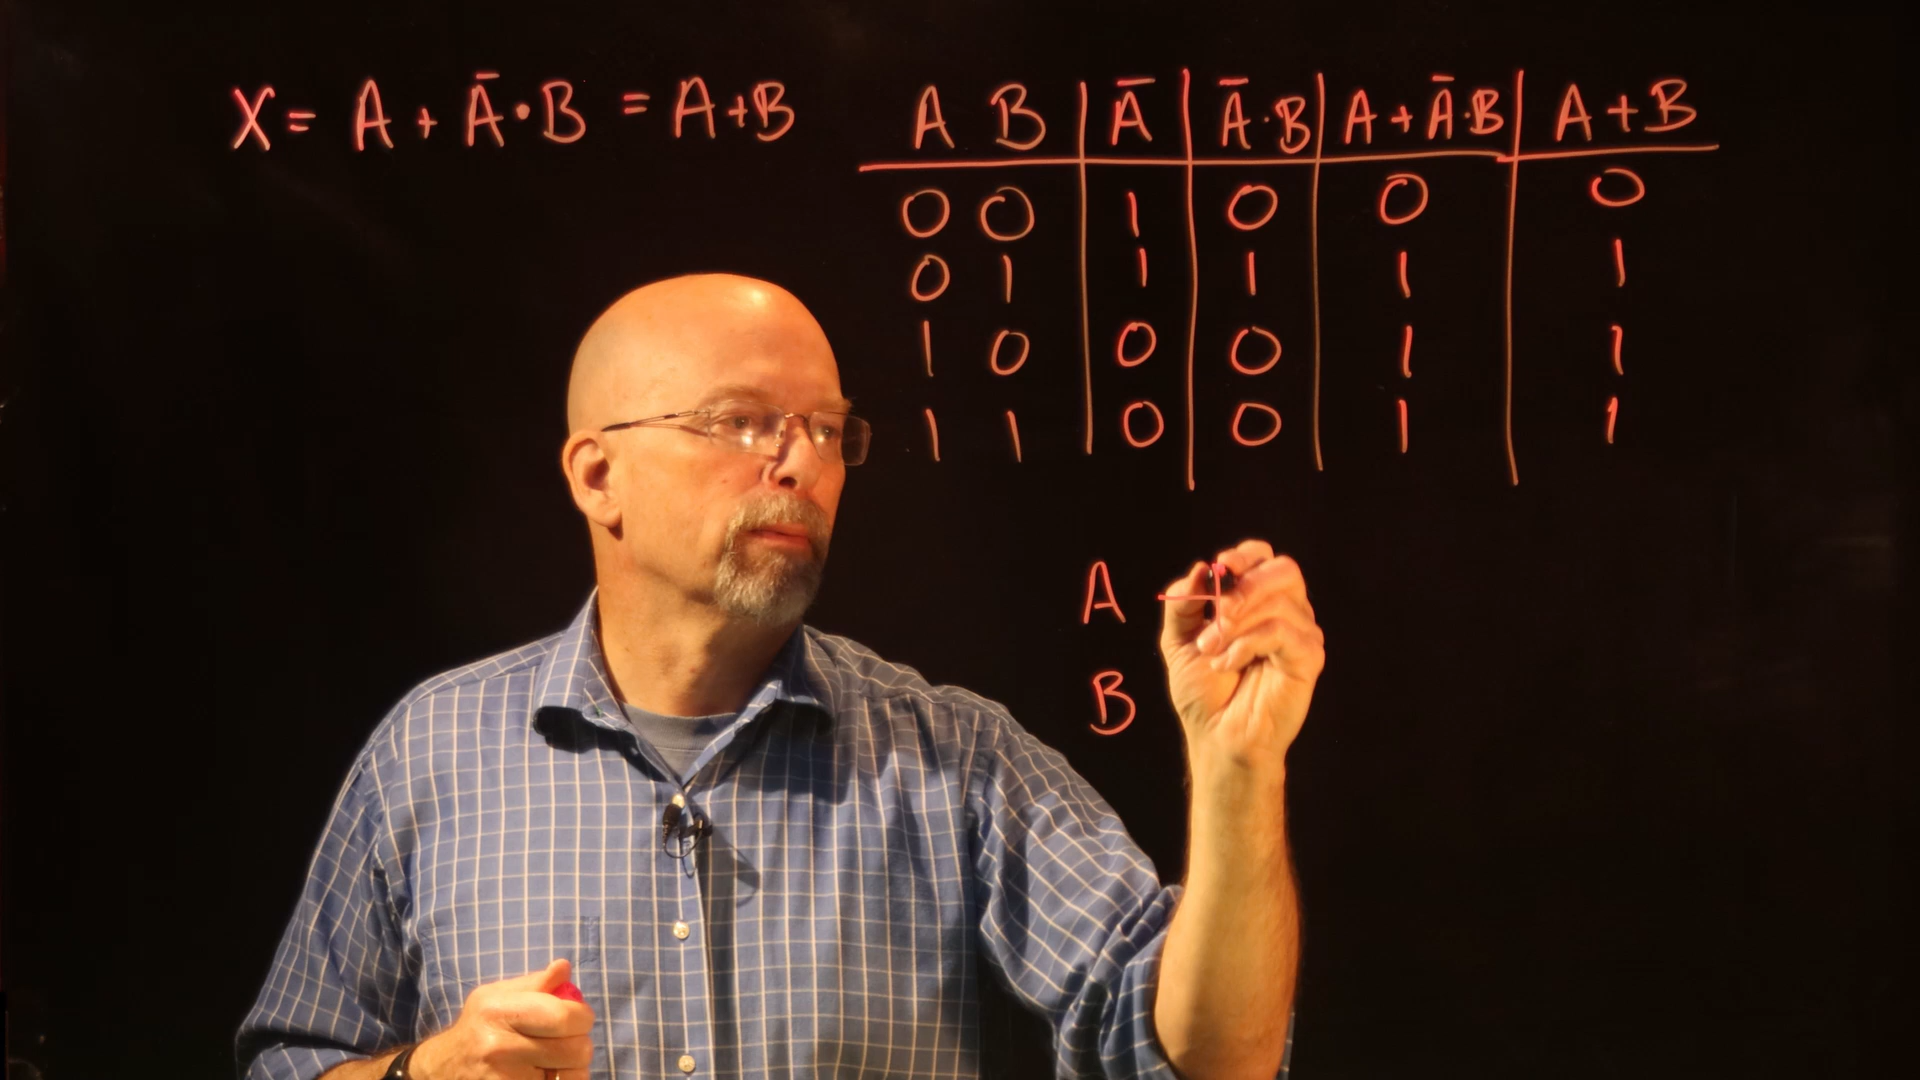 X = A + Ā·B = A+B
A B | Ā | Ā·B | A + Ā·B | A + B
0 0 | 1 | 0 | 0 | 0
0 1 | 1 | 1 | 1 | 1
1 0 | 0 | 0 | 1 | 1
1 1 | 0 | 0 | 1 | 1
A
B